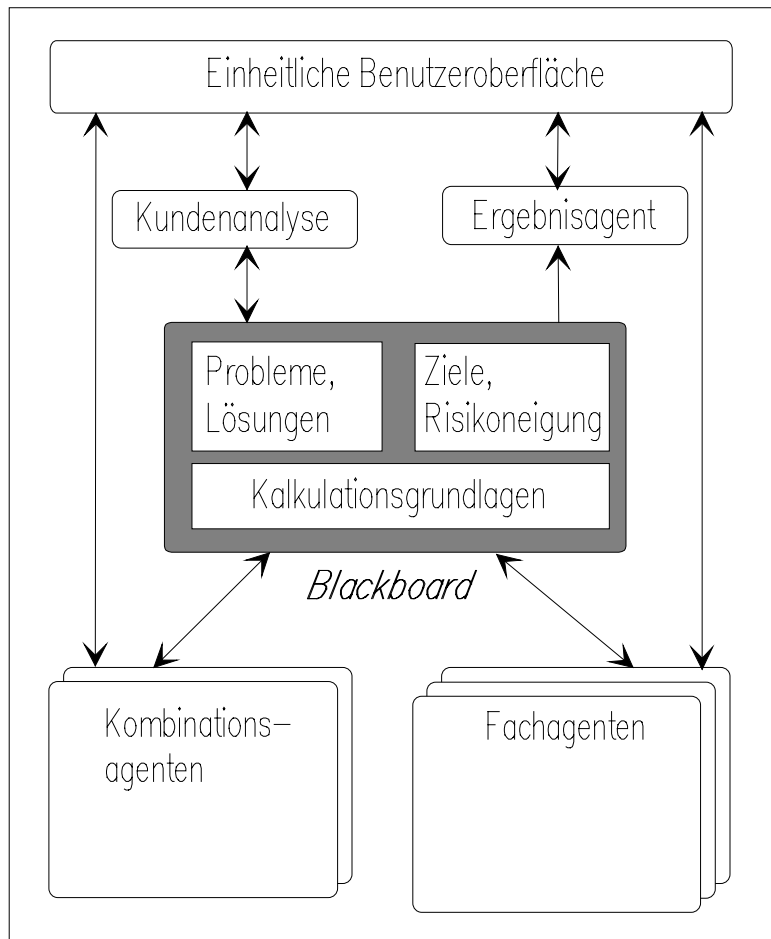 Einheitliche Benutzeroberfläche
Kundenanalyse
Ergebnisagent
Probleme,
Lösungen
Ziele,
Risikoneigung
Kalkulationsgrundlagen
Blackboard
Kombinations-
agenten
Fachagenten